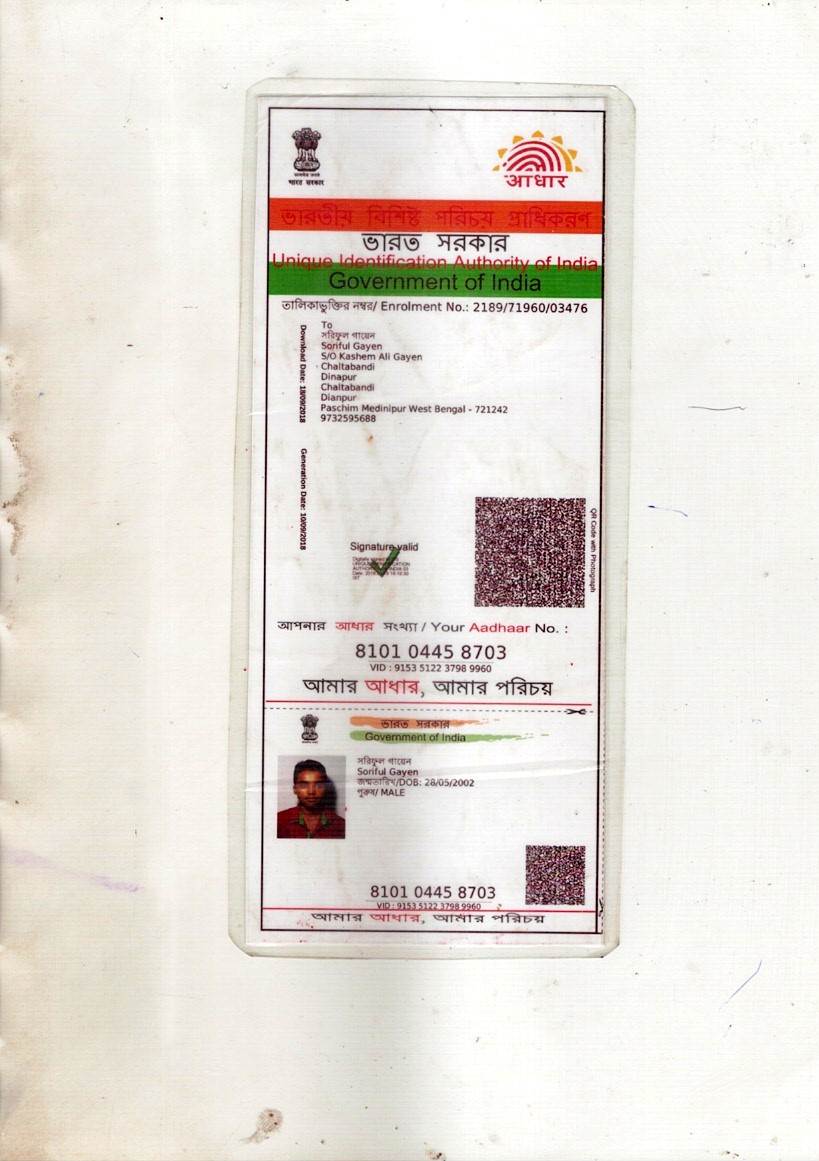 भारत सरकार
आधार
ভারতীয় বিশিষ্ট পরিচয় প্রাধিকরণ
ভারত সরকার
Unique Identification Authority of India
Government of India
তালিকাভুক্তির নম্বর/ Enrolment No.: 2189/71960/03476
To
সরিফুল গায়েন
Soriful Gayen
S/O Kashem Ali Gayen
Chaltabandi
Dinapur
Chaltabandi
Dianpur
Paschim Medinipur West Bengal - 721242
9732595688
Download Date: 18/09/2018
Generation Date: 10/09/2018
Signature valid
QR Code with Photograph
আপনার আধার সংখ্যা / Your Aadhaar No. :
8101 0445 8703
VID : 9153 5122 3798 9960
আমার আধার, আমার পরিচয়
ভারত সরকার
Government of India
সরিফুল গায়েন
Soriful Gayen
জন্মতারিখ/DOB: 28/05/2002
পুরুষ/ MALE
8101 0445 8703
VID : 9153 5122 3798 9960
আমার আধার, আমার পরিচয়